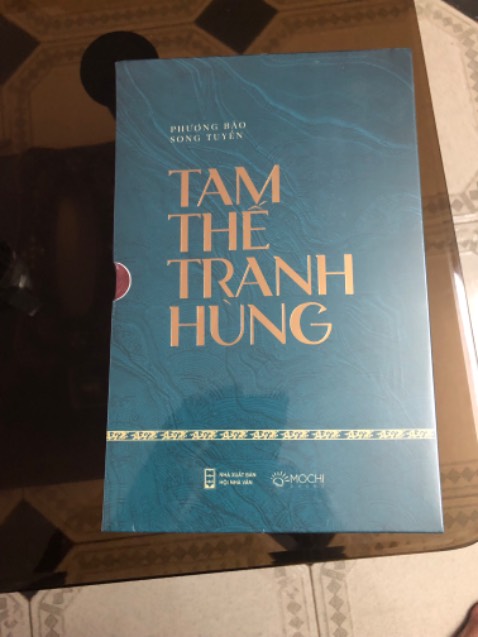 PHƯƠNG BẢO
SONG TUYỀN
TAM
THẾ
TRANH
HÙNG
NHÀ XUẤT BẢN
HỘI NHÀ VĂN
MOCHI